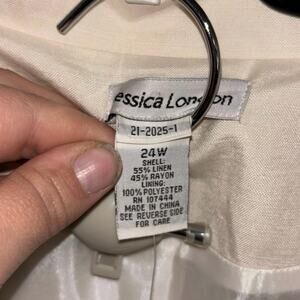 essica London
21-2025-1
24W
SHELL:
55% LINEN
45% RAYON
LINING:
100% POLYESTER
RN 107444
MADE IN CHINA
SEE REVERSE SIDE
FOR CARE